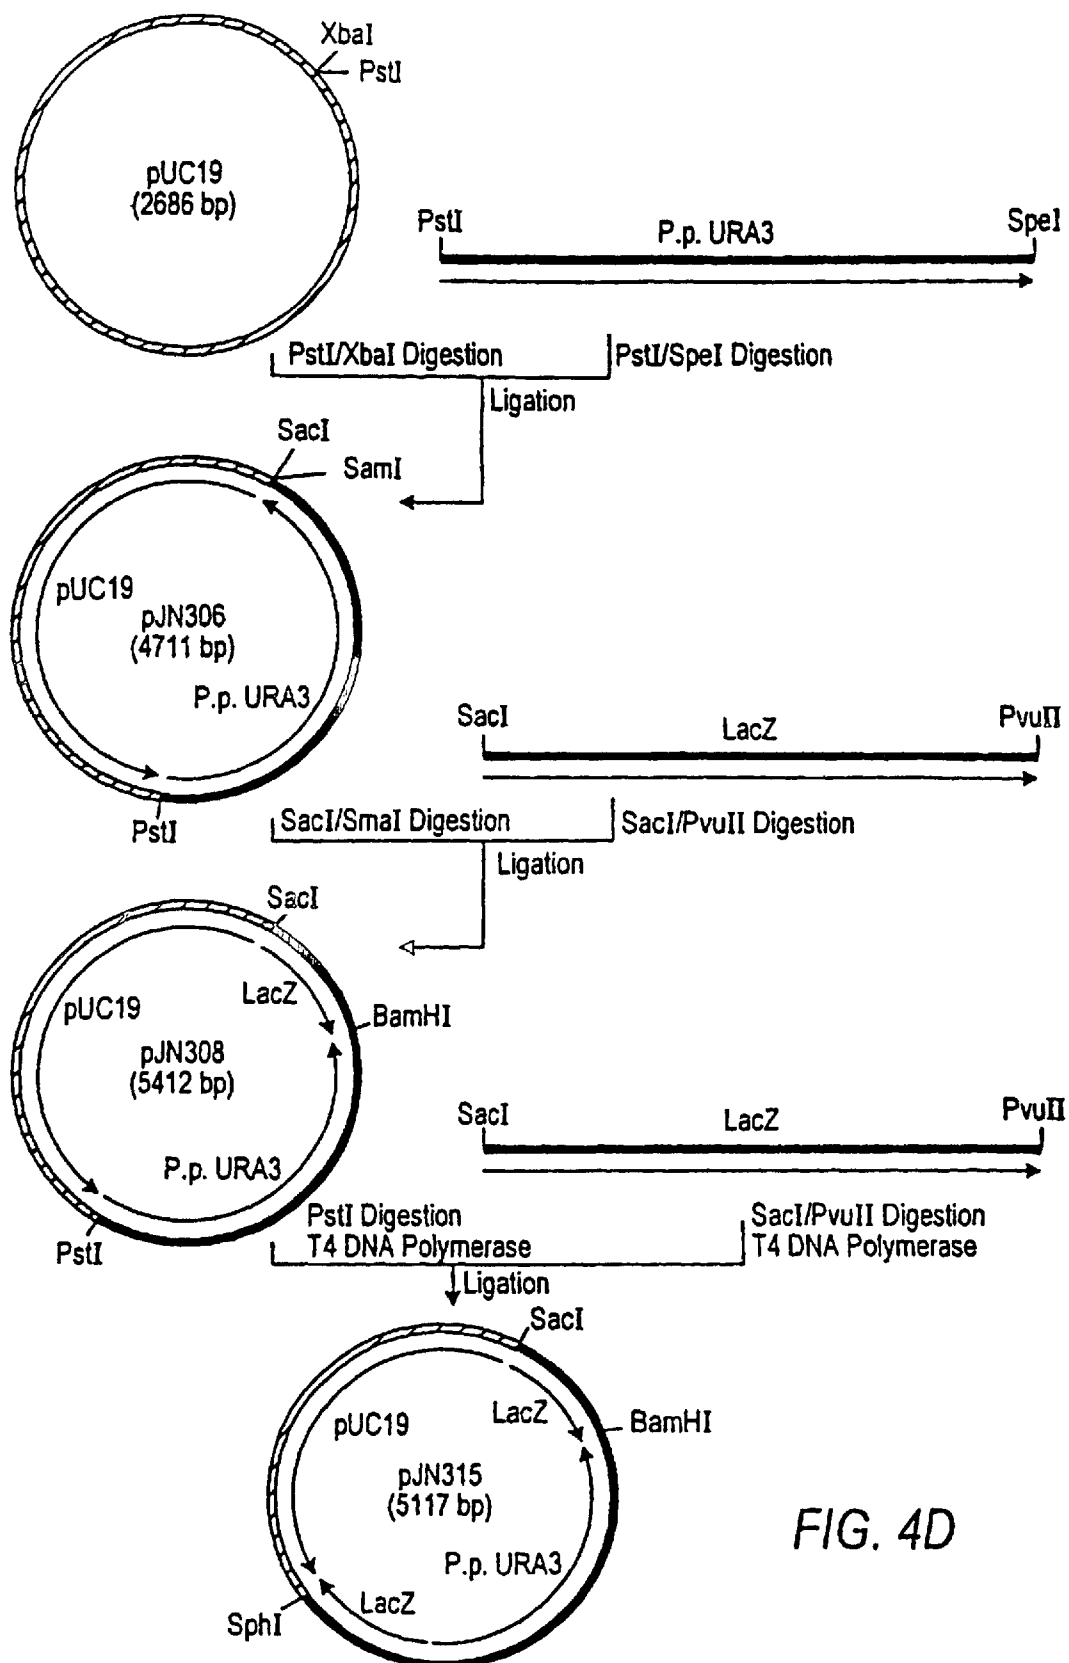 XbaI
PstI
pUC19
(2686 bp)
PstI
P.p. URA3
SpeI
PstI/XbaI Digestion
PstI/SpeI Digestion
Ligation
SacI
SamI
pUC19
pJN306
(4711 bp)
P.p. URA3
PstI
SacI
LacZ
PvuII
SacI/SmaI Digestion
SacI/PvuII Digestion
Ligation
SacI
LacZ
pUC19
BamHI
pJN308
(5412 bp)
P.p. URA3
PstI
SacI
LacZ
PvuII
PstI Digestion
T4 DNA Polymerase
SacI/PvuII Digestion
T4 DNA Polymerase
Ligation
SacI
LacZ
pUC19
BamHI
pJN315
(5117 bp)
P.p. URA3
LacZ
SphI
FIG. 4D